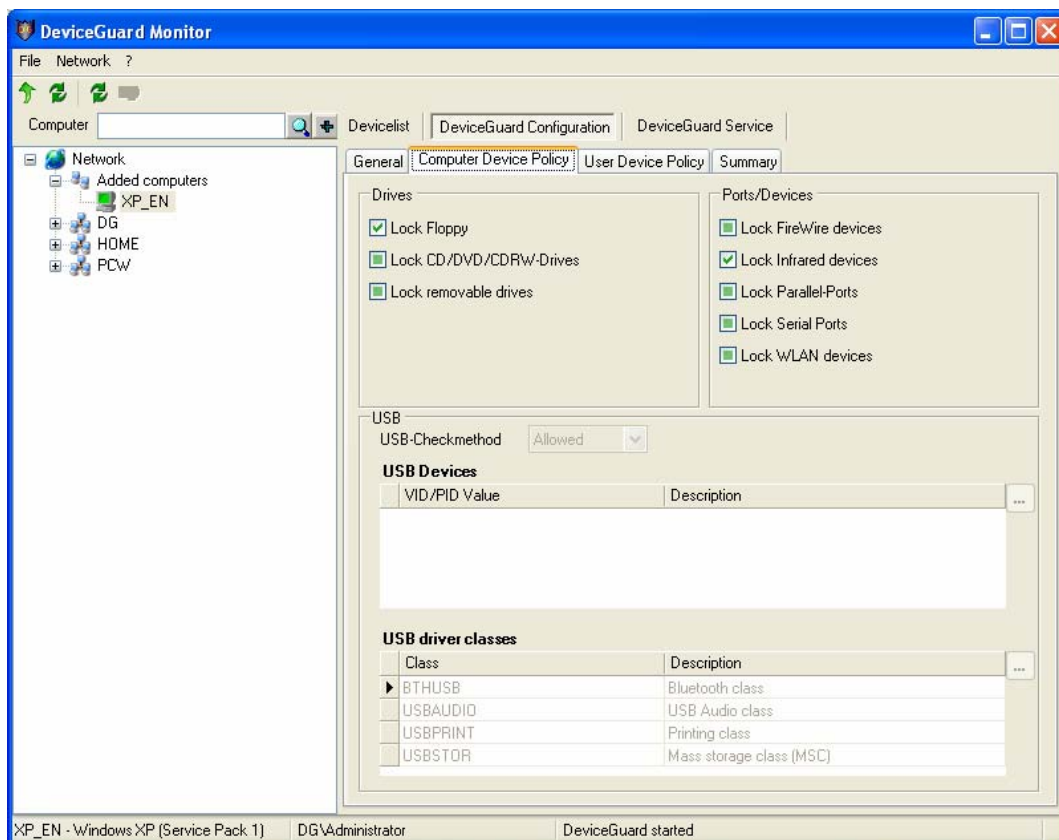 DeviceGuard Monitor
File Network ?
Computer
Devicelist DeviceGuard Configuration DeviceGuard Service
Network
Added computers
XP_EN
DG
HOME
PCW
General Computer Device Policy User Device Policy Summary
Drives
Lock Floppy
Lock CD/DVD/CDRW-Drives
Lock removable drives
Ports/Devices
Lock FireWire devices
Lock Infrared devices
Lock Parallel-Ports
Lock Serial Ports
Lock WLAN devices
USB
USB-Checkmethod Allowed
USB Devices
VID/PID Value Description ...
USB driver classes
Class Description ...
BTHUSB Bluetooth class
USBAUDIO USB Audio class
USBPRINT Printing class
USBSTOR Mass storage class (MSC)
XP_EN - Windows XP (Service Pack 1) DG\Administrator DeviceGuard started